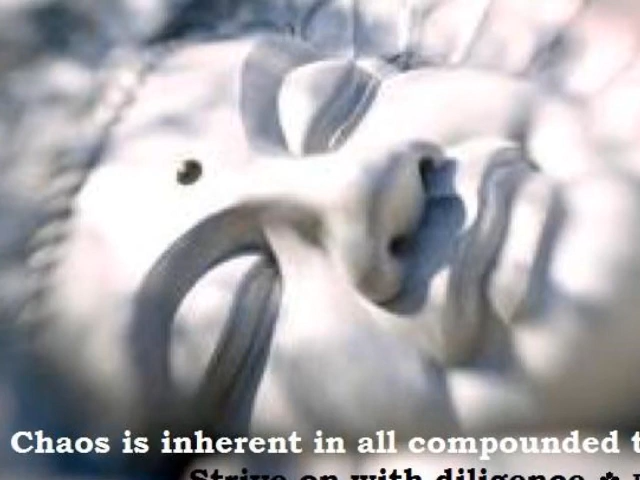 Chaos is inherent in all compounded
Strive on with diligence